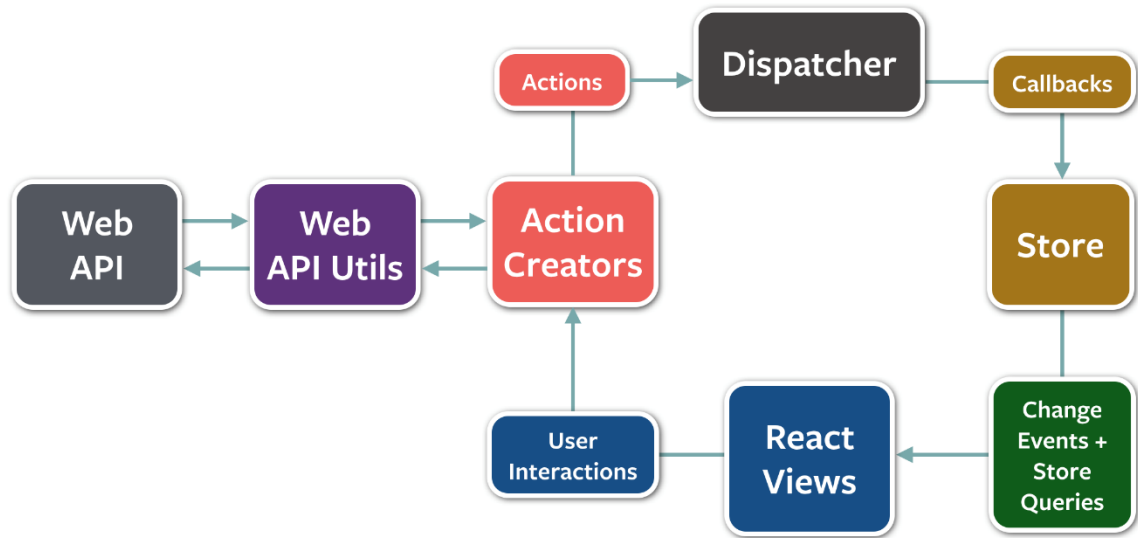 Actions
Dispatcher
Callbacks
Web
API
Web
API Utils
Action
Creators
Store
User
Interactions
React
Views
Change
Events +
Store
Queries